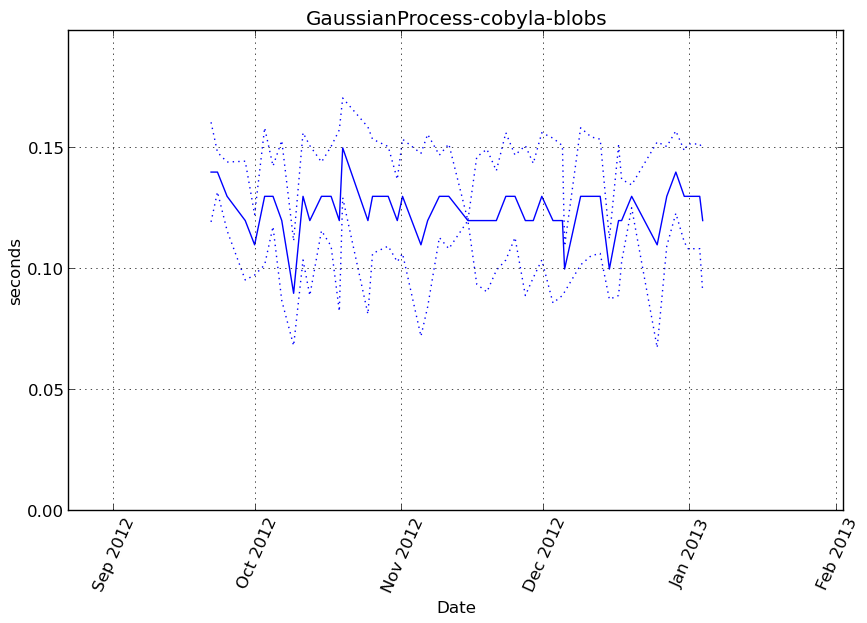 GaussianProcess-cobyla-blobs
seconds
0.15
0.10
0.05
0.00
Sep 2012
Oct 2012
Nov 2012
Dec 2012
Jan 2013
Feb 2013
Date